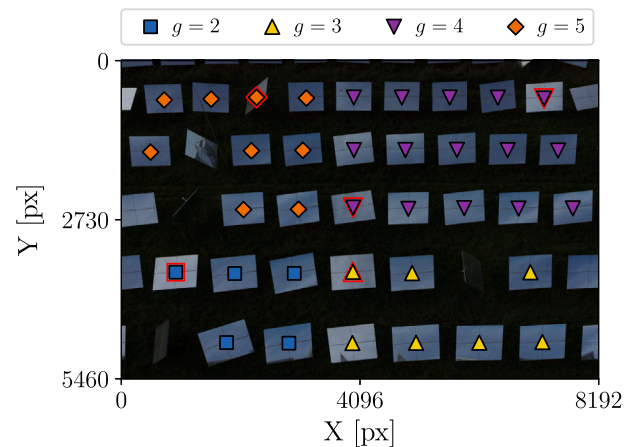 g = 2 g = 3 g = 4 g = 5
0
2730
5460
Y [px]
0 4096 8192
X [px]